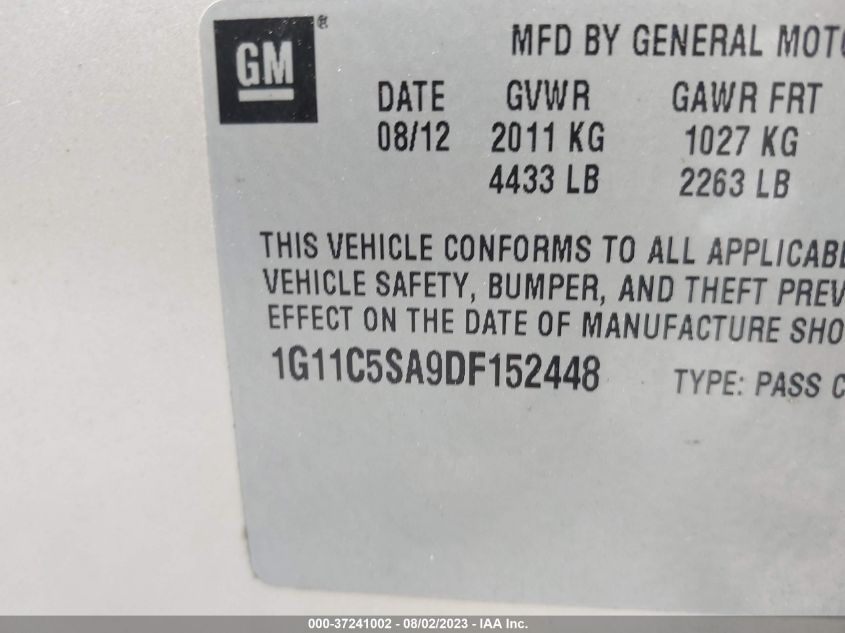 GM ®
MFD BY GENERAL MOTO
DATE GVWR GAWR FRT
08/12 2011 KG 1027 KG
4433 LB 2263 LB
THIS VEHICLE CONFORMS TO ALL APPLICABL
VEHICLE SAFETY, BUMPER, AND THEFT PREV
EFFECT ON THE DATE OF MANUFACTURE SHO
1G11C5SA9DF152448 TYPE: PASS C
000-37241002 - 08/02/2023 - IAA Inc.